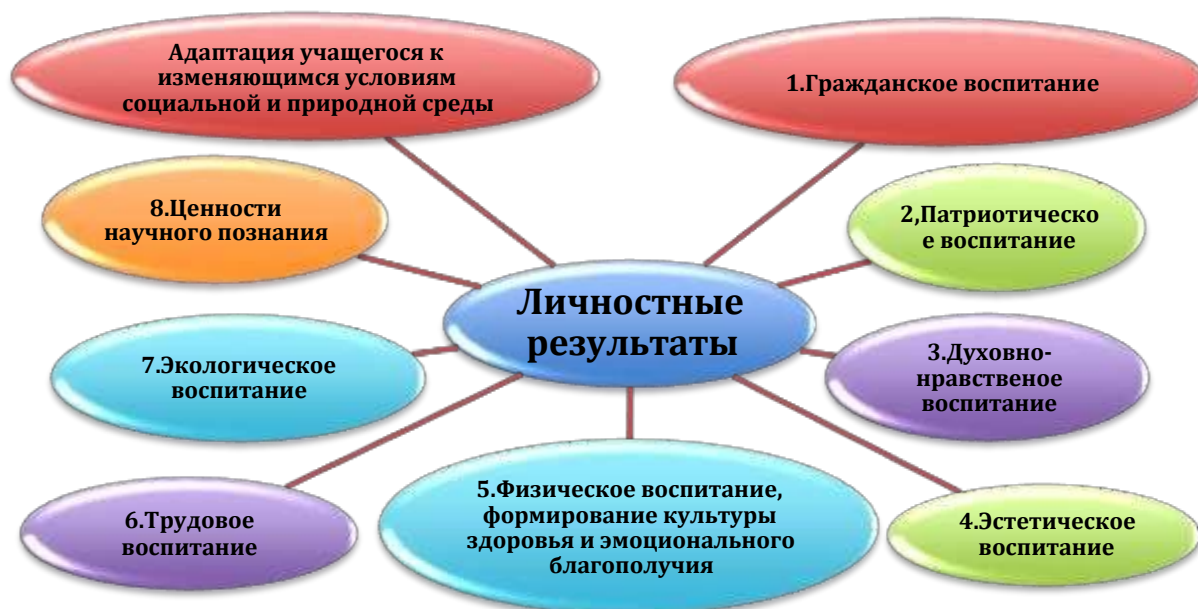 Адаптация учащегося к
изменяющимся условиям
социальной и природной среды
1.Гражданское воспитание
8.Ценности
научного познания
2,Патриотическо
е воспитание
Личностные
результаты
7.Экологическое
воспитание
3.Духовно-
нравственое
воспитание
5.Физическое воспитание,
формирование культуры
здоровья и эмоционального
благополучия
6.Трудовое
воспитание
4.Эстетическое
воспитание